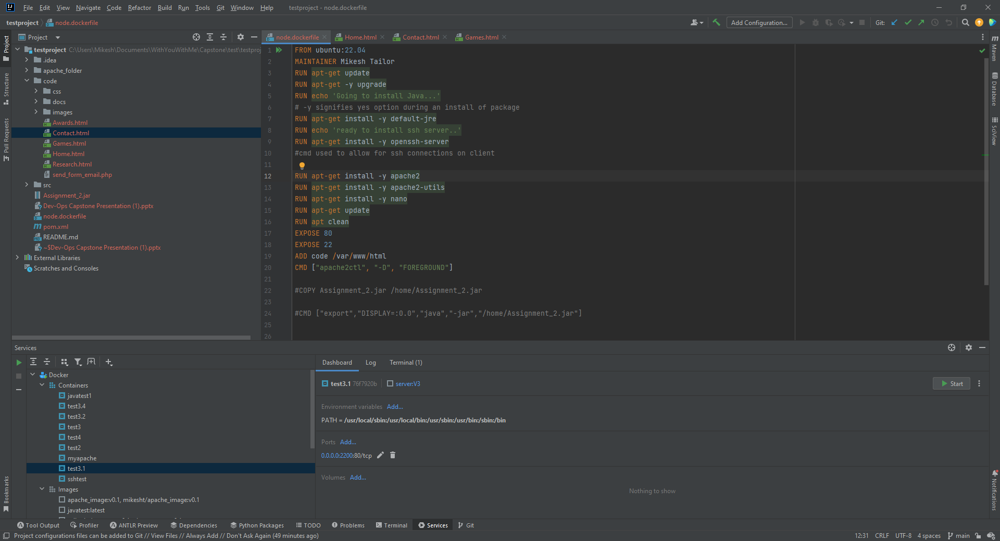 IJ File Edit View Navigate Code Refactor Build Run Tools Git Window Help testproject - node.dockerfile
testproject node.dockerfile Add Configuration... Git:
Project
node.dockerfile Home.html Contact.html Games.html
testproject C:\Users\Mikesh\Documents\WithYouWithMe\Capstone\test\testproj
.idea
apache_folder
code
css
docs
images
Awards.html
Contact.html
Games.html
Home.html
Research.html
send_form_email.php
src
Assignment_2.jar
Dev-Ops Capstone Presentation (1).pptx
node.dockerfile
pom.xml
README.md
~$Dev-Ops Capstone Presentation (1).pptx
External Libraries
Scratches and Consoles
1 FROM ubuntu:22.04
2 MAINTAINER Mikesh Tailor
3 RUN apt-get update
4 RUN apt-get -y upgrade
5 RUN echo 'Going to install Java...'
6 # -y signifies yes option during an install of package
7 RUN apt-get install -y default-jre
8 RUN echo 'ready to install ssh server..'
9 RUN apt-get install -y openssh-server
10 #cmd used to allow for ssh connections on client
11
12 RUN apt-get install -y apache2
13 RUN apt-get install -y apache2-utils
14 RUN apt-get install -y nano
15 RUN apt-get update
16 RUN apt clean
17 EXPOSE 80
18 EXPOSE 22
19 ADD code /var/www/html
20 CMD ["apache2ctl", "-D", "FOREGROUND"]
21
22 #COPY Assignment_2.jar /home/Assignment_2.jar
23
24 #CMD ["export","DISPLAY=:0.0","java","-jar","/home/Assignment_2.jar"]
25
26
Project
Structure
Pull Requests
Bookmarks
m Maven
Database
SciView
Notifications
Services
Docker
Containers
javatest1
test3.4
test3.2
test3
test4
test2
myapache
test3.1
sshtest
Images
apache_image:v0.1, mikesht/apache_image:v0.1
javatest:latest
Dashboard Log Terminal (1)
test3.1 76f7920b server:V3 Start
Environment variables Add...
PATH = /usr/local/sbin:/usr/local/bin:/usr/sbin:/usr/bin:/sbin:/bin
Ports Add...
0.0.0.0:2200:80/tcp
Volumes Add...
Nothing to show
Tool Output Profiler ANTLR Preview Dependencies Python Packages TODO Problems Terminal Services Git
Project configurations files can be added to Git // View Files // Always Add // Don't Ask Again (49 minutes ago) 12:31 CRLF UTF-8 4 spaces main